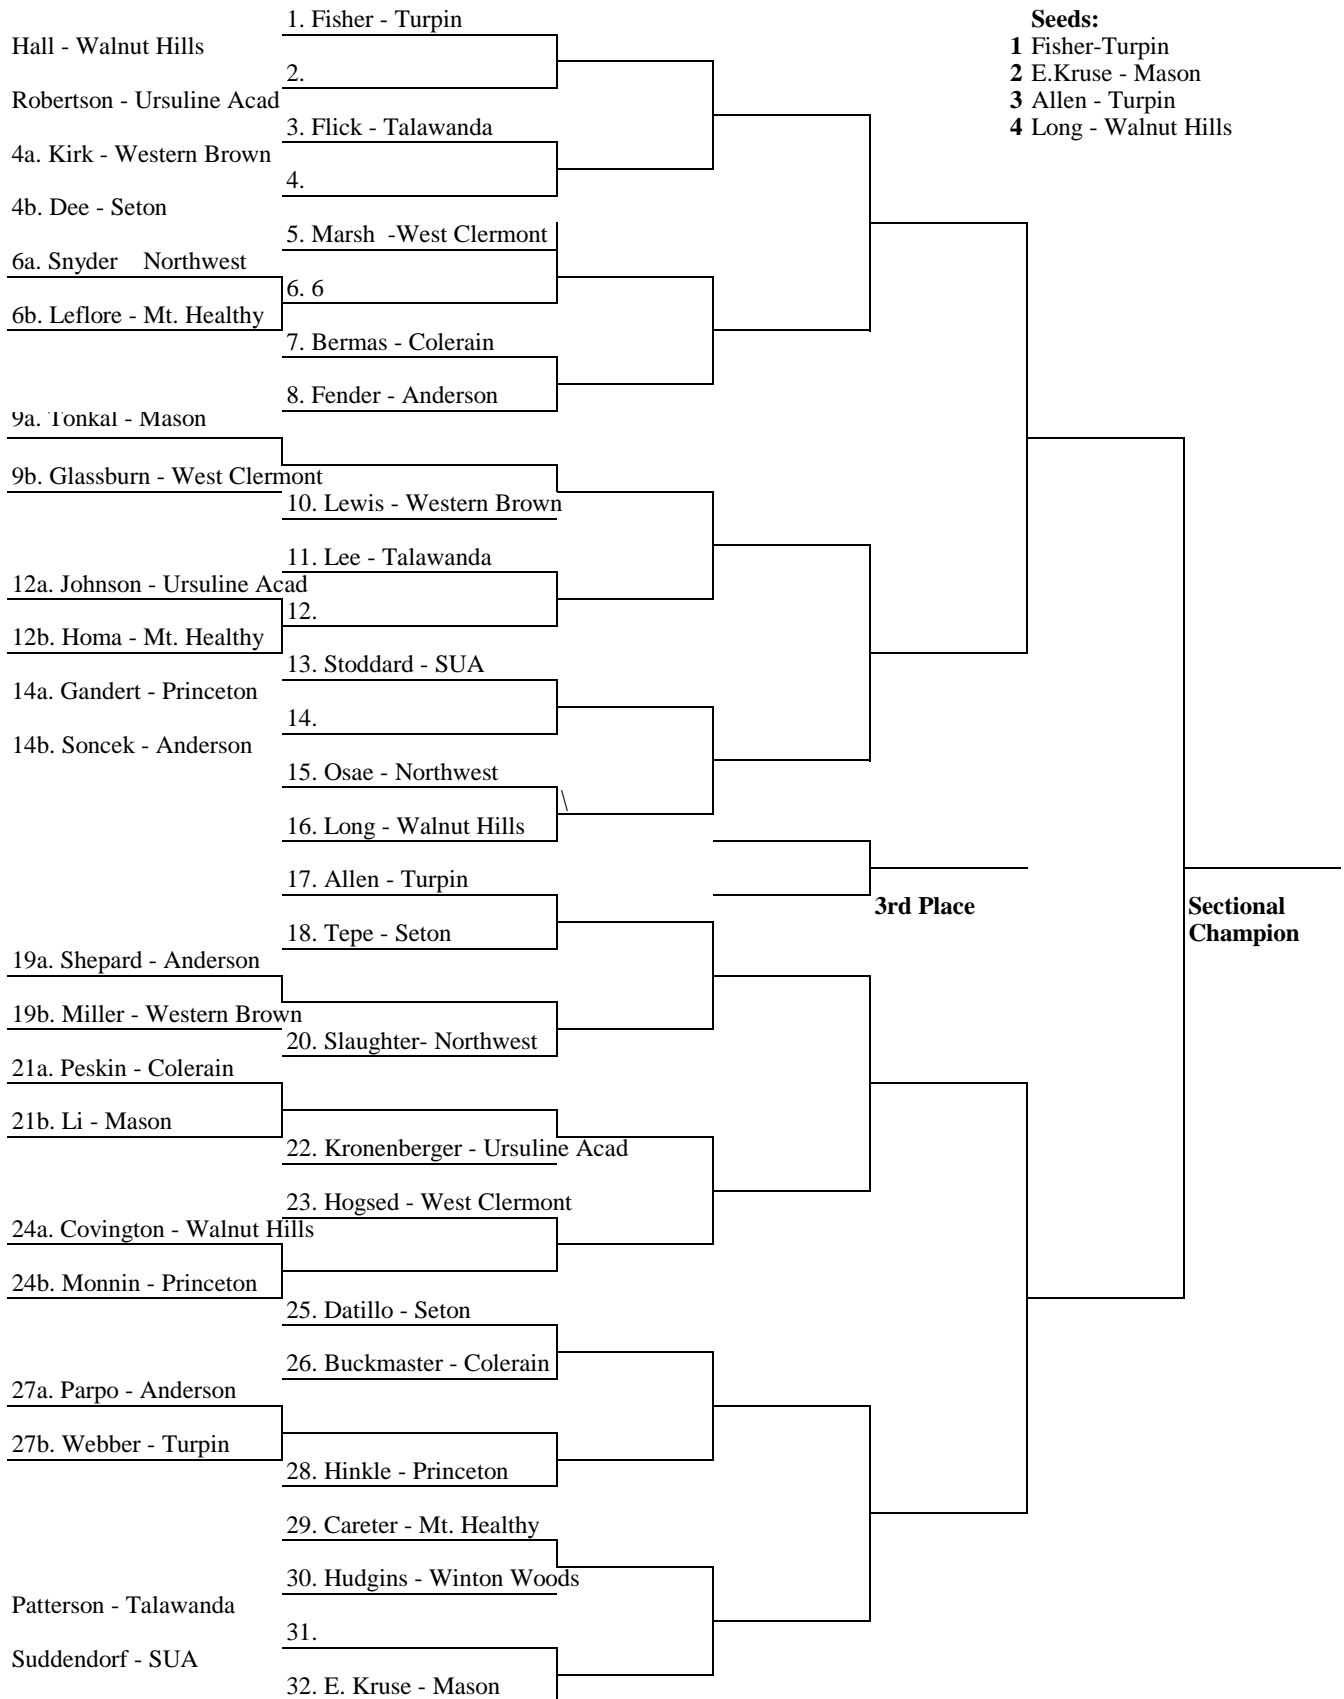 1. Fisher - Turpin
Seeds:
1 Fisher-Turpin
2 E.Kruse - Mason
3 Allen - Turpin
4 Long - Walnut Hills
Hall - Walnut Hills
2.
Robertson - Ursuline Acad
3. Flick - Talawanda
4a. Kirk - Western Brown
4.
4b. Dee - Seton
5. Marsh -West Clermont
6a. Snyder Northwest
6. 6
6b. Leflore - Mt. Healthy
7. Bermas - Colerain
8. Fender - Anderson
9a. Tonkal - Mason
9b. Glassburn - West Clermont
10. Lewis - Western Brown
11. Lee - Talawanda
12a. Johnson - Ursuline Acad
12.
12b. Homa - Mt. Healthy
13. Stoddard - SUA
14a. Gandert - Princeton
14.
14b. Soncek - Anderson
15. Osae - Northwest
\
16. Long - Walnut Hills
17. Allen - Turpin
3rd Place
Sectional
Champion
18. Tepe - Seton
19a. Shepard - Anderson
19b. Miller - Western Brown
20. Slaughter- Northwest
21a. Peskin - Colerain
21b. Li - Mason
22. Kronenberger - Ursuline Acad
23. Hogsed - West Clermont
24a. Covington - Walnut Hills
24b. Monnin - Princeton
25. Datillo - Seton
26. Buckmaster - Colerain
27a. Parpo - Anderson
27b. Webber - Turpin
28. Hinkle - Princeton
29. Careter - Mt. Healthy
30. Hudgins - Winton Woods
Patterson - Talawanda
31.
Suddendorf - SUA
32. E. Kruse - Mason